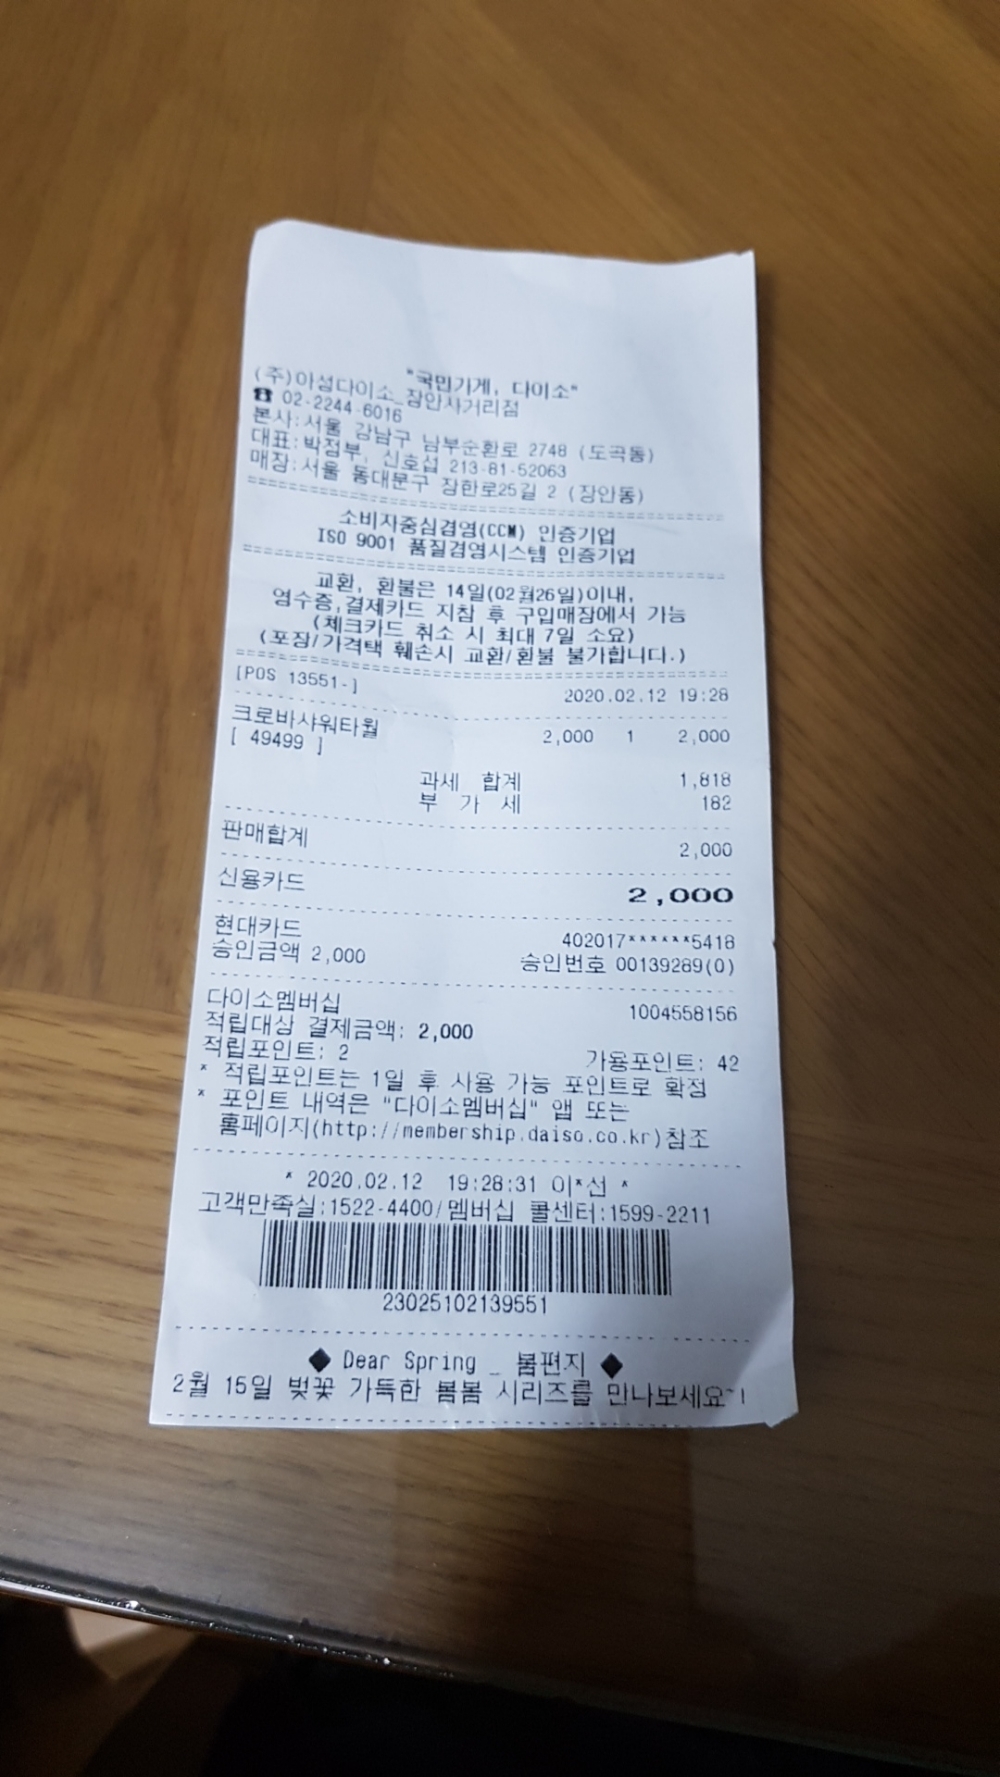 "국민가게, 다이소"
(주)아성다이소_장안사거리점
☎ 02-2244-6016
본사:서울 강남구 남부순환로 2748 (도곡동)
대표:박정부, 신호섭 213-81-52063
매장:서울 동대문구 장한로25길 2 (장안동)
소비자중심경영(CCM) 인증기업
ISO 9001 품질경영시스템 인증기업
교환, 환불은 14일(02월26일)이내,
영수증,결제카드 지참 후 구입매장에서 가능
(체크카드 취소 시 최대 7일 소요)
(포장/가격택 훼손시 교환/환불 불가합니다.)
[POS 13551-] 2020.02.12 19:28
크로바샤워타월 2,000 1 2,000
[ 49499 ]
과세 합계 1,818
부 가 세 182
판매합계 2,000
신용카드 2,000
현대카드 402017******5418
승인금액 2,000 승인번호 00139289(0)
다이소멤버십 1004558156
적립대상 결제금액: 2,000
적립포인트: 2 가용포인트: 42
* 적립포인트는 1일 후 사용 가능 포인트로 확정
* 포인트 내역은 "다이소멤버십" 앱 또는
홈페이지(http://membership.daiso.co.kr)참조
* 2020.02.12 19:28:31 이*선 *
고객만족실:1522-4400/멤버십 콜센터:1599-2211
23025102139551
◆ Dear Spring _ 봄편지 ◆
2월 15일 벚꽃 가득한 봄봄 시리즈를 만나보세요~!